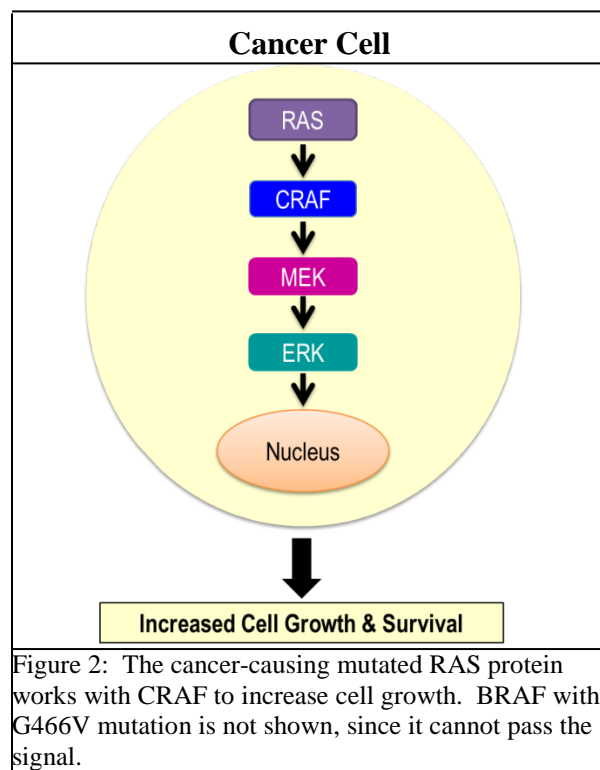 Cancer Cell
RAS
CRAF
MEK
ERK
Nucleus
Increased Cell Growth & Survival
Figure 2:  The cancer-causing mutated RAS protein
works with CRAF to increase cell growth.  BRAF with
G466V mutation is not shown, since it cannot pass the
signal.